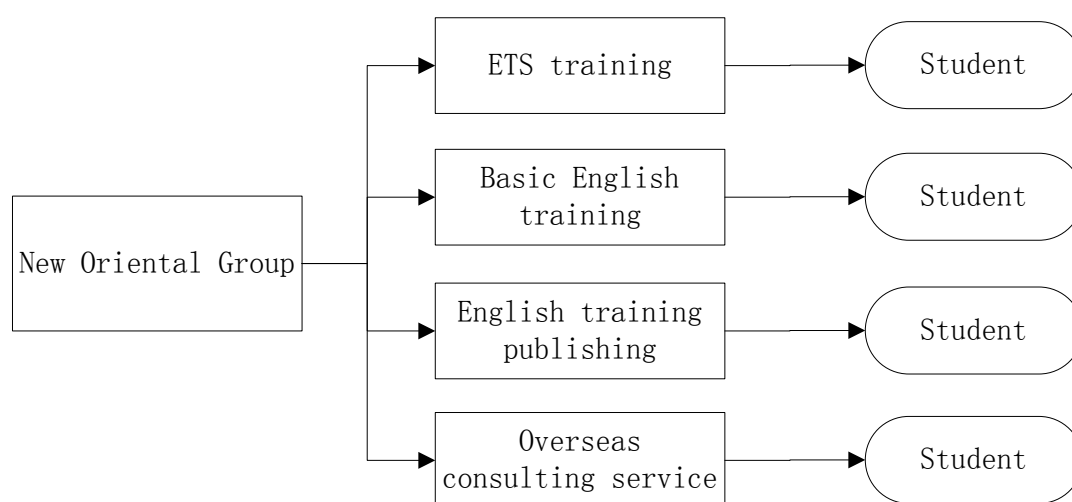 New Oriental Group
ETS training
Student
Basic English
training
Student
English training
publishing
Student
Overseas
consulting service
Student